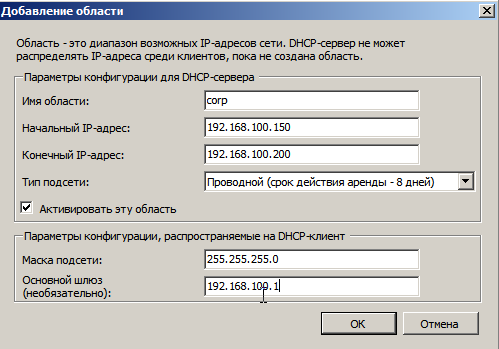 Добавление области
Область - это диапазон возможных IP-адресов сети. DHCP-сервер не может
распределять IP-адреса среди клиентов, пока не создана область.
Параметры конфигурации для DHCP-сервера
Имя области: corp
Начальный IP-адрес: 192.168.100.150
Конечный IP-адрес: 192.168.100.200
Тип подсети: Проводной (срок действия аренды - 8 дней)
Активировать эту область
Параметры конфигурации, распространяемые на DHCP-клиент
Маска подсети: 255.255.255.0
Основной шлюз
(необязательно): 192.168.100.1
ОК Отмена